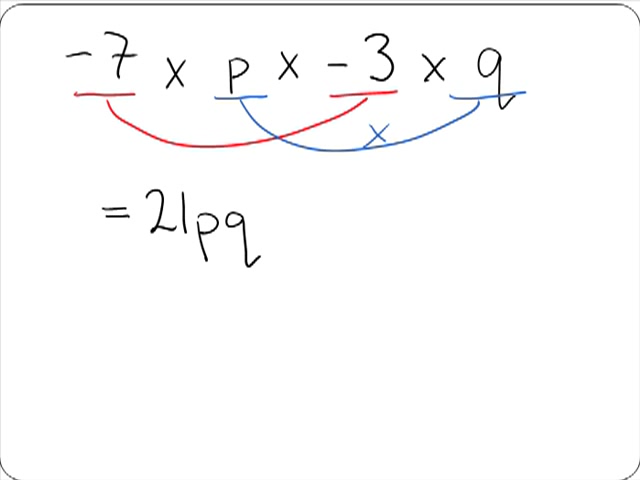 -7 x p x -3 x q
x
= 21pq